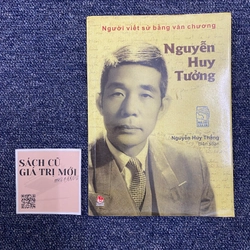 Người viết sử bằng văn chương
Nguyễn
Huy
Tưởng
Nguyễn Huy Thắng
SÁCH CŨ
GIÁ TRỊ MỚI